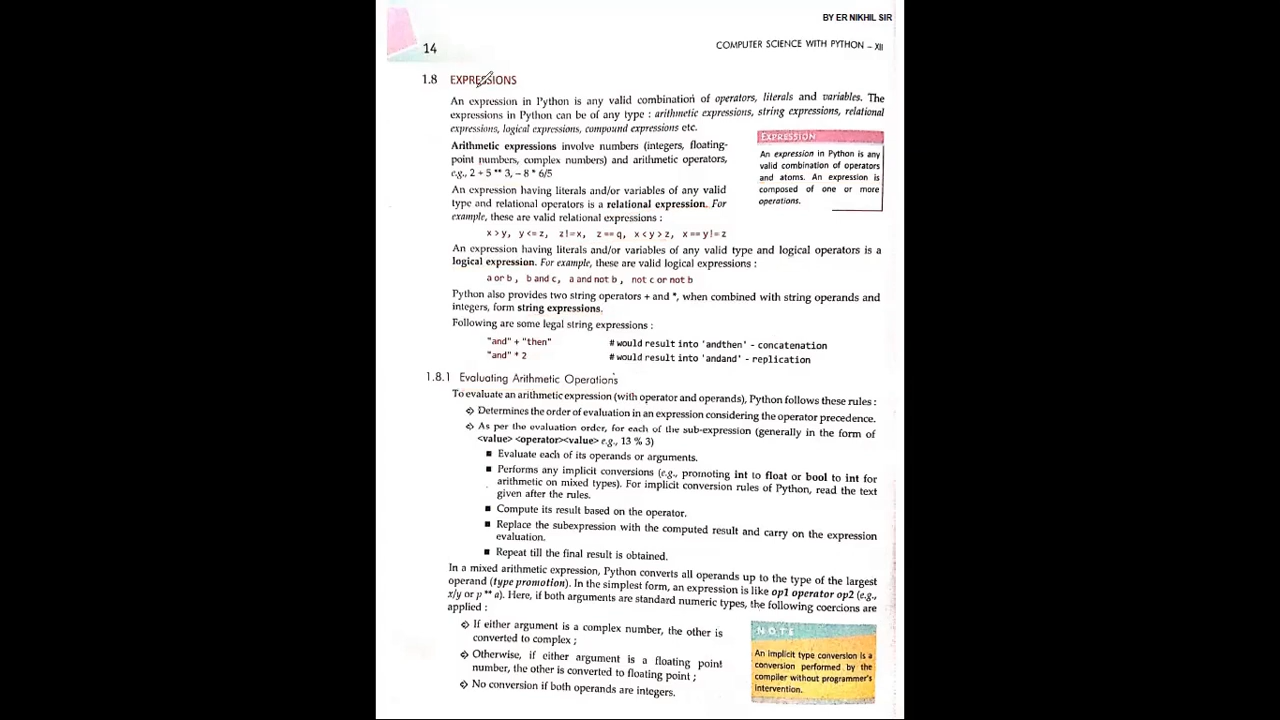 BY ER NIKHIL SIR
14
COMPUTER SCIENCE WITH PYTHON – XII
1.8 EXPRESSIONS
An expression in Python is any valid combination of operators, literals and variables. The
expressions in Python can be of any type : arithmetic expressions, string expressions, relational
expressions, logical expressions, compound expressions etc.
Arithmetic expressions involve numbers (integers, floating-
point numbers, complex numbers) and arithmetic operators,
e.g., 2 + 5 ** 3, – 8 * 6/5
An expression having literals and/or variables of any valid
type and relational operators is a relational expression. For
example, these are valid relational expressions :
EXPRESSION
An expression in Python is any
valid combination of operators
and atoms. An expression is
composed of one or more
operations.
x > y, y <= z, z != x, z == q, x < y > z, x == y != z
An expression having literals and/or variables of any valid type and logical operators is a
logical expression. For example, these are valid logical expressions :
a or b , b and c, a and not b , not c or not b
Python also provides two string operators + and *, when combined with string operands and
integers, form string expressions.
Following are some legal string expressions :
"and" + "then" # would result into 'andthen' - concatenation
"and" * 2 # would result into 'andand' - replication
1.8.1 Evaluating Arithmetic Operations
To evaluate an arithmetic expression (with operator and operands), Python follows these rules :
Determines the order of evaluation in an expression considering the operator precedence.
As per the evaluation order, for each of the sub-expression (generally in the form of
<value> <operator><value> e.g., 13 % 3)
■ Evaluate each of its operands or arguments.
■ Performs any implicit conversions (e.g., promoting int to float or bool to int for
arithmetic on mixed types). For implicit conversion rules of Python, read the text
given after the rules.
■ Compute its result based on the operator.
■ Replace the subexpression with the computed result and carry on the expression
evaluation.
■ Repeat till the final result is obtained.
In a mixed arithmetic expression, Python converts all operands up to the type of the largest
operand (type promotion). In the simplest form, an expression is like op1 operator op2 (e.g.,
x/y or p ** a). Here, if both arguments are standard numeric types, the following coercions are
applied :
If either argument is a complex number, the other is
converted to complex ;
Otherwise, if either argument is a floating point
number, the other is converted to floating point ;
No conversion if both operands are integers.
NOTE
An implicit type conversion is a
conversion performed by the
compiler without programmer's
intervention.